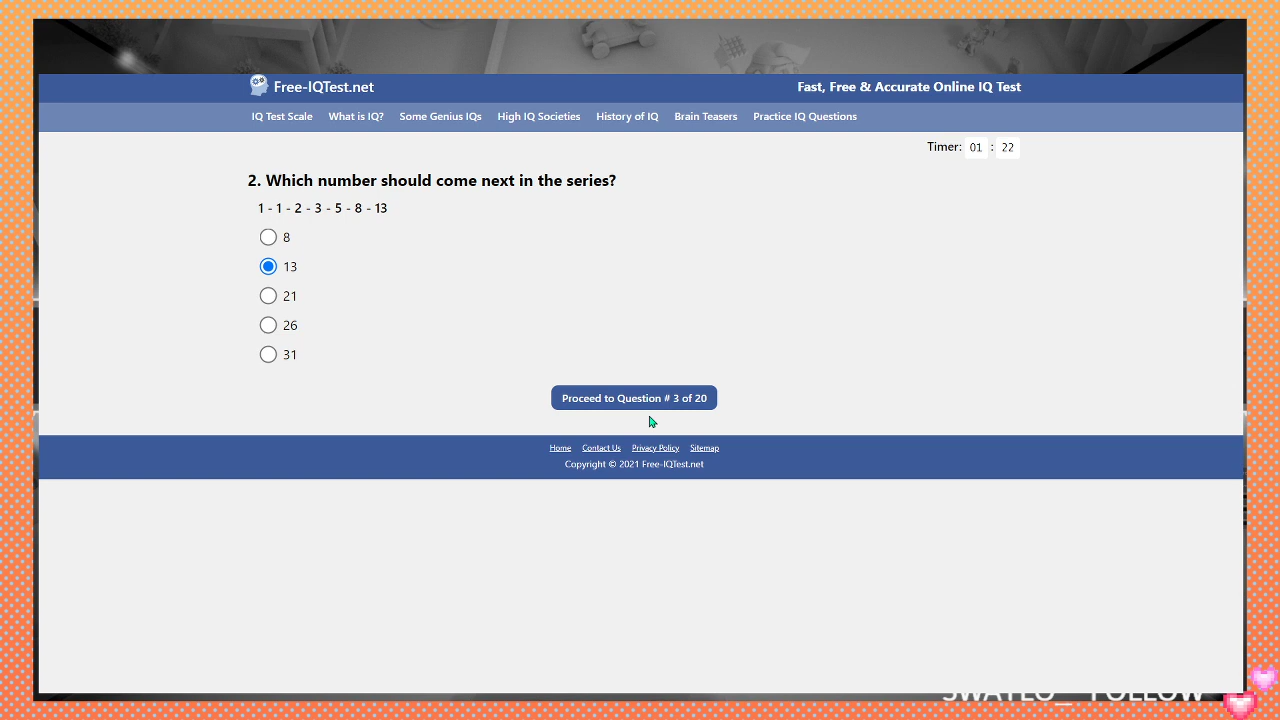 Free-IQTest.net
Fast, Free & Accurate Online IQ Test
IQ Test Scale What is IQ? Some Genius IQs High IQ Societies History of IQ Brain Teasers Practice IQ Questions
Timer: 01 : 22
2. Which number should come next in the series?
1 - 1 - 2 - 3 - 5 - 8 - 13
8
13
21
26
31
Proceed to Question # 3 of 20
Home Contact Us Privacy Policy Sitemap
Copyright © 2021 Free-IQTest.net